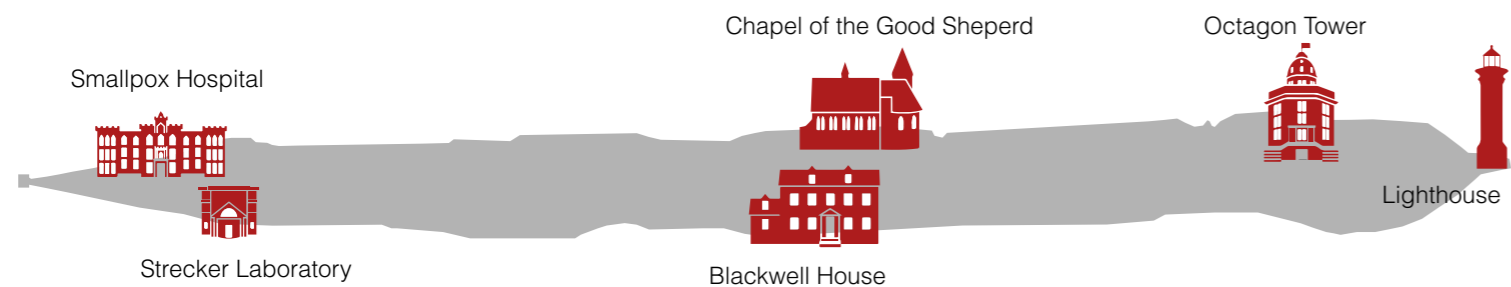 Chapel of the Good Sheperd
Octagon Tower
Smallpox Hospital
Lighthouse
Strecker Laboratory
Blackwell House